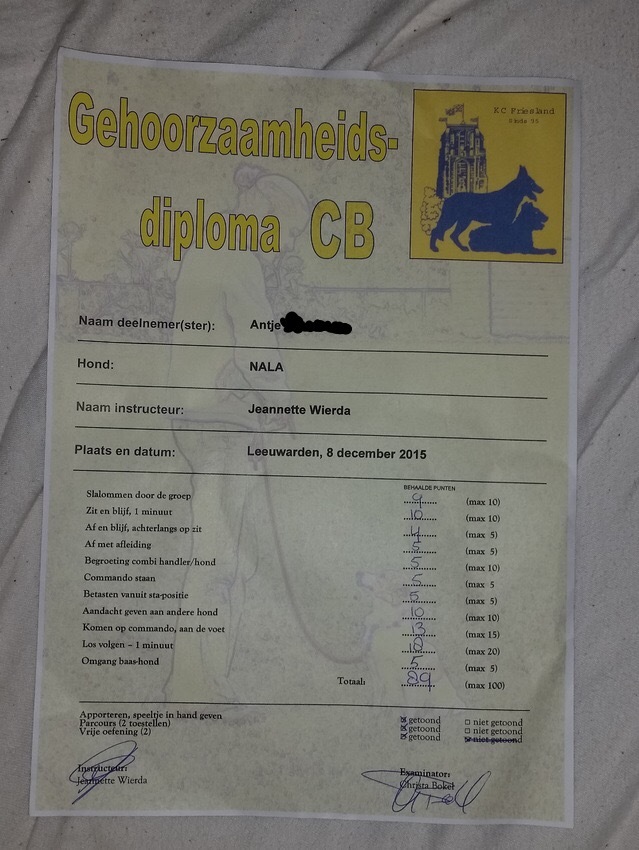 Gehoorzaamheids-
diploma CB
KC Friesland
Naam deelnemer(ster): Antje
Hond: NALA
Naam instructeur: Jeannette Wierda
Plaats en datum: Leeuwarden, 8 december 2015
BEHAALDE PUNTEN
Slalommen door de groep 9 (max 10)
Zit en blijf, 1 minuut 10 (max 10)
Af en blijf, achterlangs op zit 4 (max 5)
Af met afleiding 5 (max 5)
Begroeting combi handler/hond 5 (max 10)
Commando staan 5 (max 5
Betasten vanuit sta-positie 5 (max 5)
Aandacht geven aan andere hond 10 (max 10)
Komen op commando, aan de voet 13 (max 15)
Los volgen – 1 minuut 18 (max 20)
Omgang baas-hond 5 (max 5)
Totaal: 89 (max 100)
Apporteren, speeltje in hand geven getoond niet getoond
Parcours (2 toestellen) getoond niet getoond
Vrije oefening (2) getoond niet getoond
Instructeur: Examinator:
Jeannette Wierda Christa Bokel